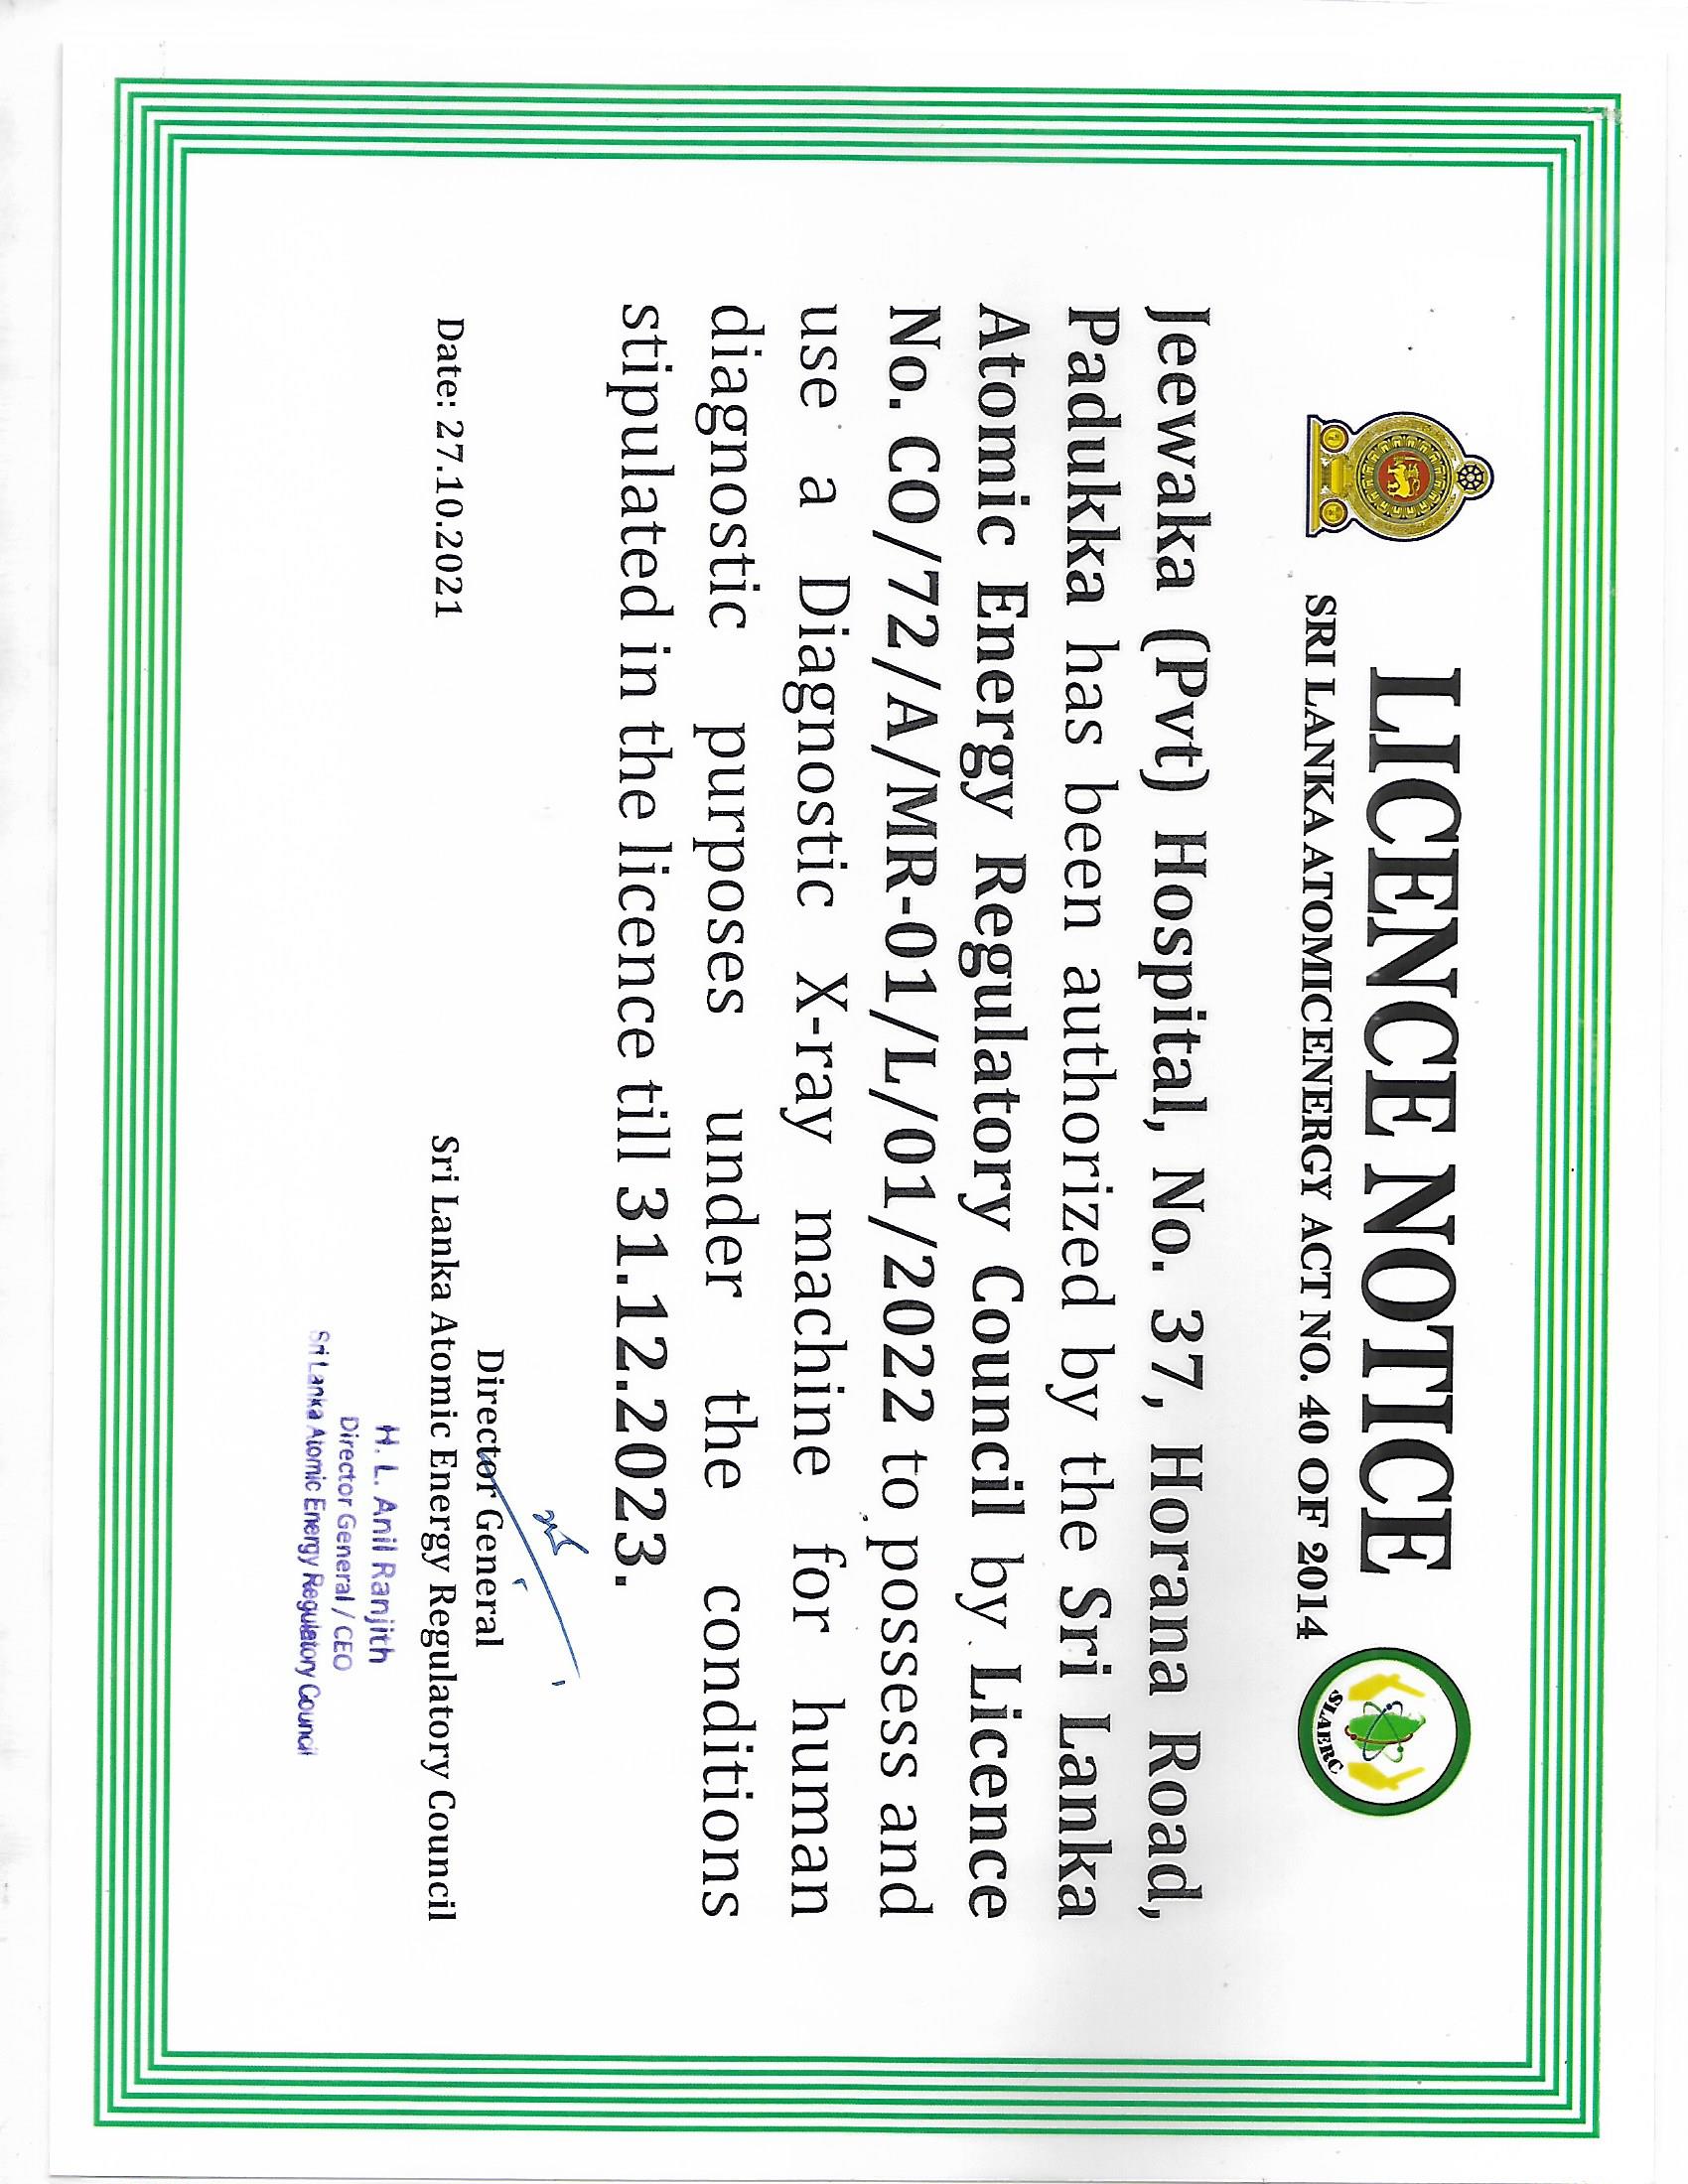 LICENCE NOTICE
SRI LANKA ATOMIC ENERGY ACT NO. 40 OF 2014
SLAERC
Jeewaka (Pvt) Hospital, No. 37, Horana Road,
Padukka has been authorized by the Sri Lanka
Atomic Energy Regulatory Council by Licence
No. CO/72/A/MR-01/L/01/2022 to possess and
use a Diagnostic X-ray machine for human
diagnostic purposes under the conditions
stipulated in the licence till 31.12.2023.
Director General
Date: 27.10.2021 Sri Lanka Atomic Energy Regulatory Council
H. L. Anil Ranjith
Director General / CEO
Sri Lanka Atomic Energy Regulatory Council